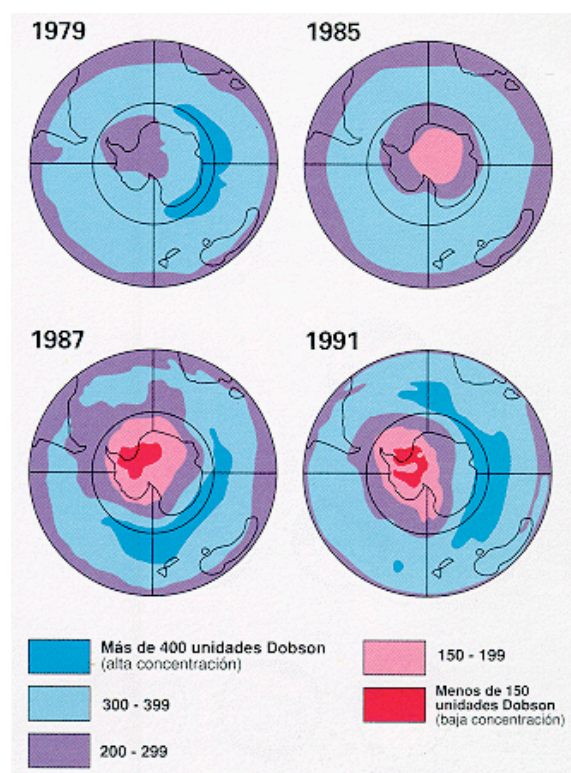 1979
1985
1987
1991
Más de 400 unidades Dobson
(alta concentración)
300 - 399
200 - 299
150 - 199
Menos de 150
unidades Dobson
(baja concentración)